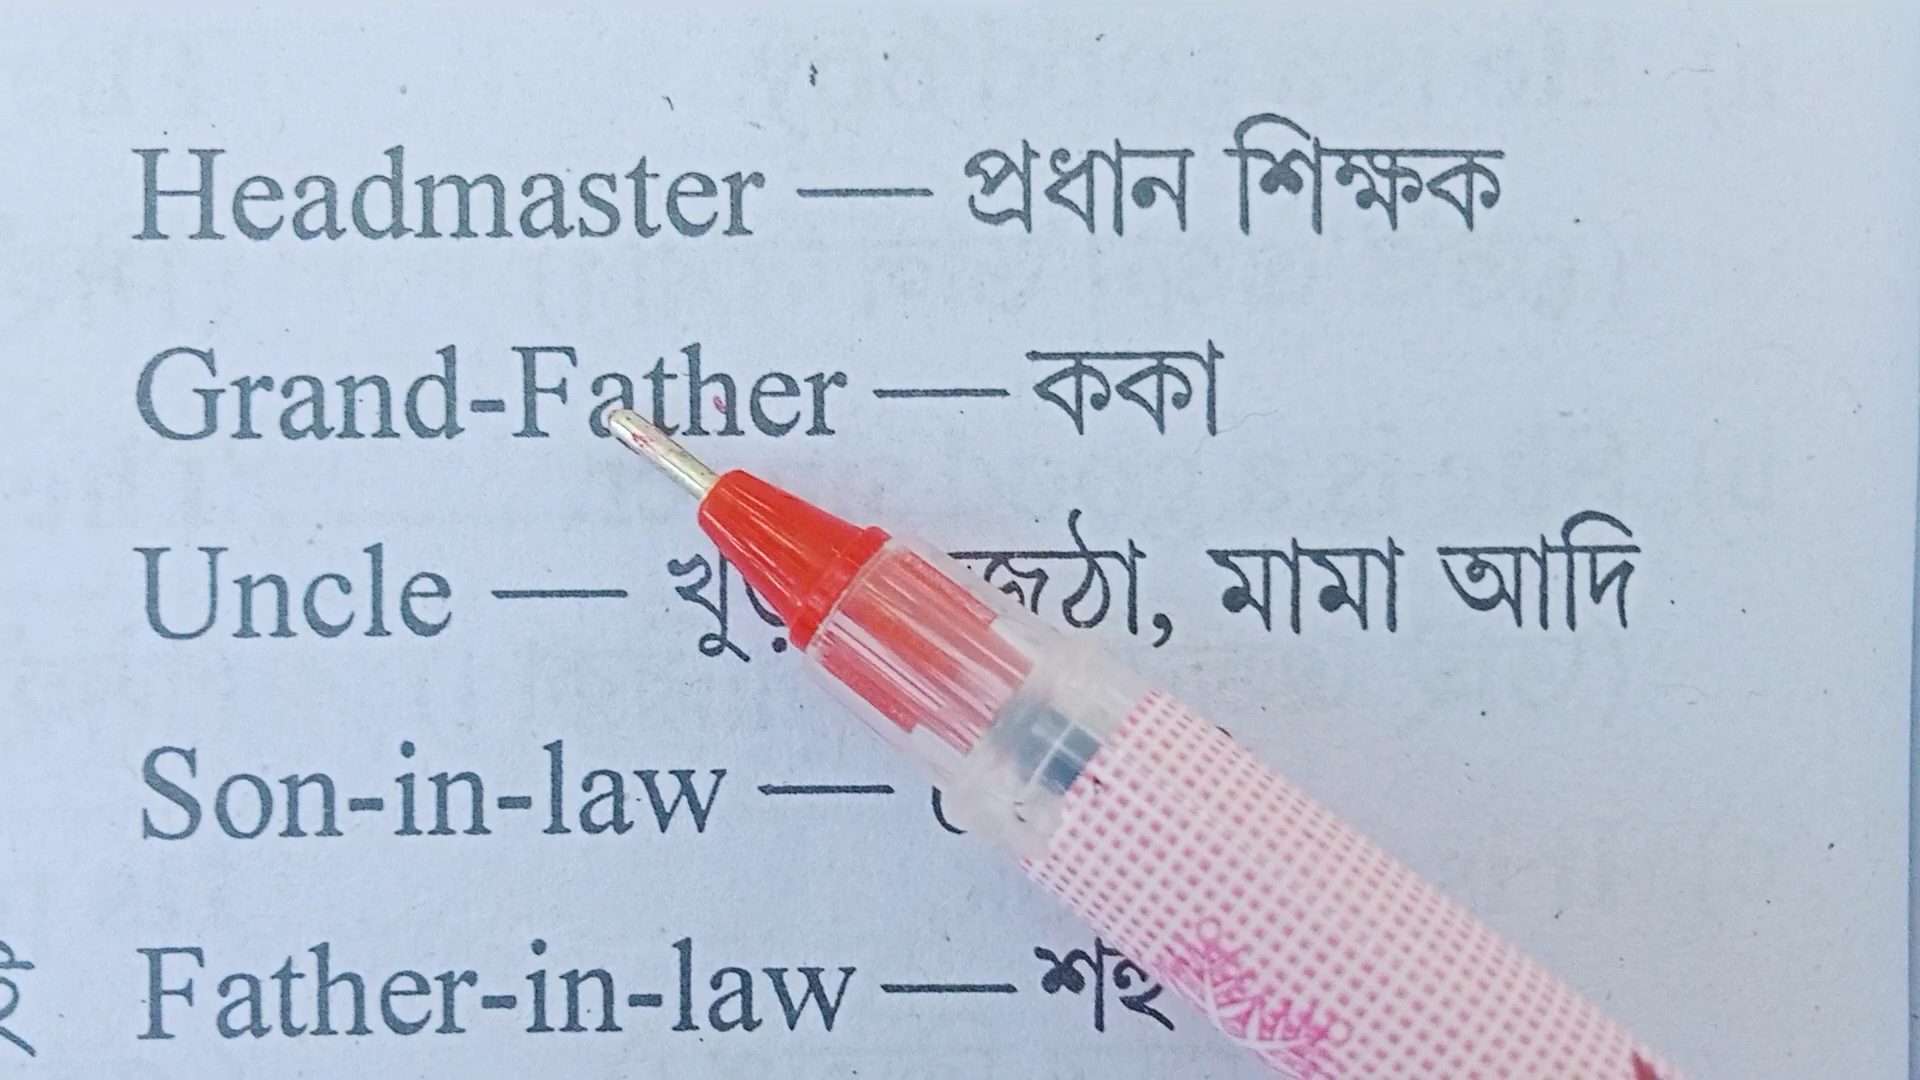 Headmaster — প্ৰধান শিক্ষক
Grand-Father — ককা
Uncle — জেঠা, মামা আদি
Son-in-law —
Father-in-law —